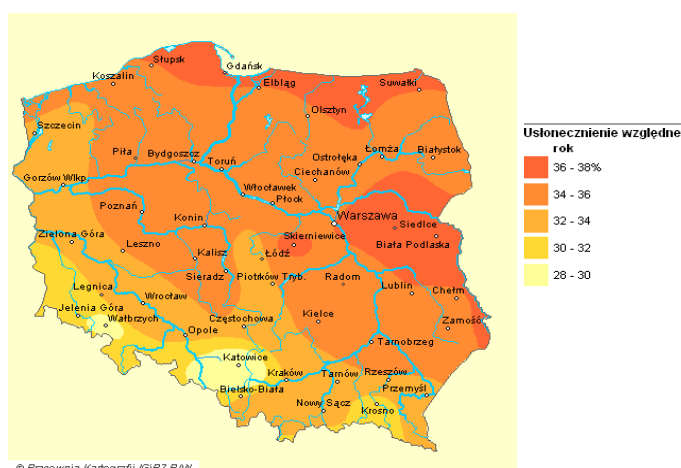 Słupsk
Gdańsk
Koszalin
Elbląg
Suwałki
Olsztyn
Szczecin
Piła
Bydgoszcz
Toruń
Ostrołęka
Łomża
Białystok
Ciechanów
Gorzów Wlkp.
Włocławek
Płock
Poznań
Konin
Warszawa
Siedlce
Zielona Góra
Leszno
Kalisz
Skierniewice
Łódź
Biała Podlaska
Sieradz
Piotrków Tryb.
Radom
Lublin
Chełm
Legnica
Wrocław
Jelenia Góra
Wałbrzych
Opole
Częstochowa
Kielce
Zamość
Tarnobrzeg
Katowice
Kraków
Tarnów
Rzeszów
Bielsko-Biała
Przemyśl
Nowy Sącz
Krosno
Usłonecznienie względne
rok
36 - 38%
34 - 36
32 - 34
30 - 32
28 - 30
© Pracownia Kartografii